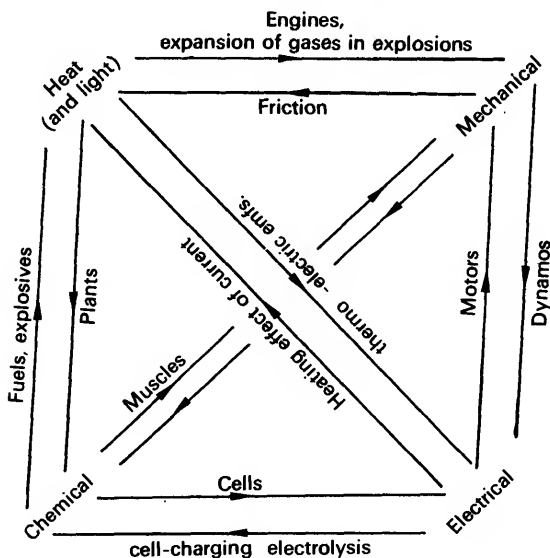 Engines,
expansion of gases in explosions
Heat
(and light)
Mechanical
Friction
thermo
-electric emfs.
Heating effect of current
Fuels, explosives
Plants
Motors
Dynamos
Muscles
Chemical
Cells
Electrical
cell-charging electrolysis